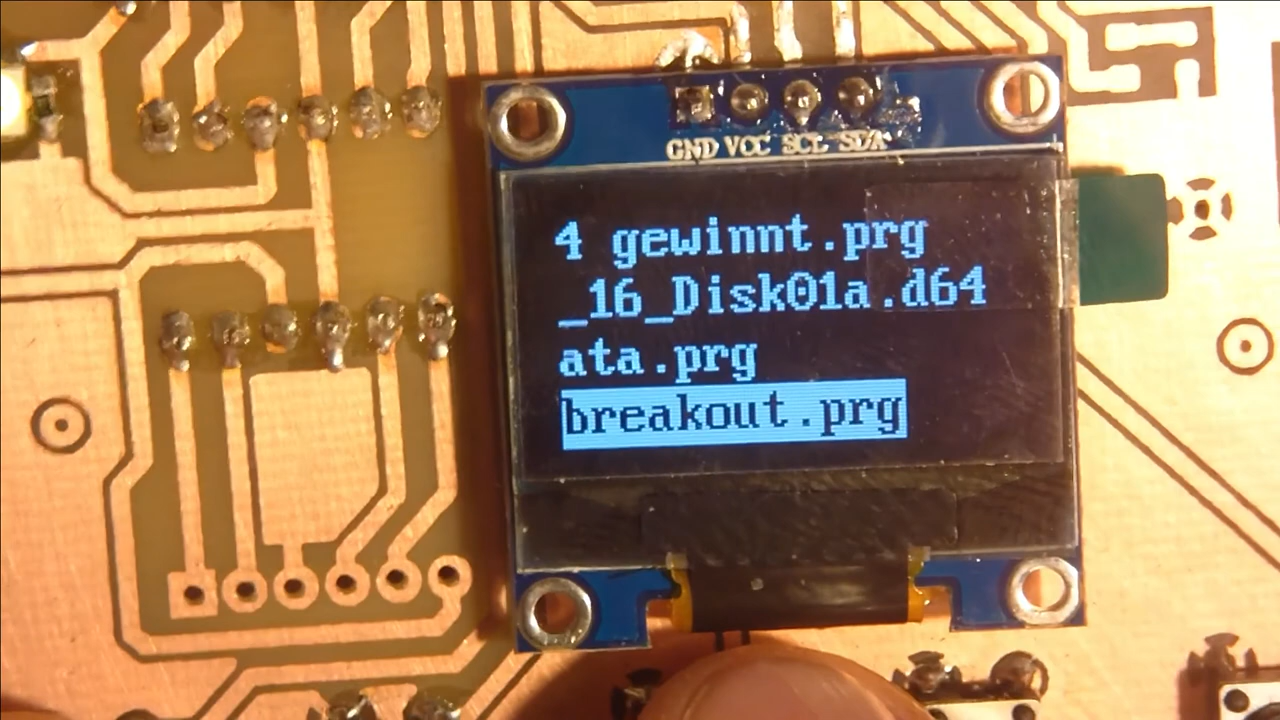 GND VCC SCL SDA
4 gewinnt.prg
_16_Disk01a.d64
ata.prg
breakout.prg